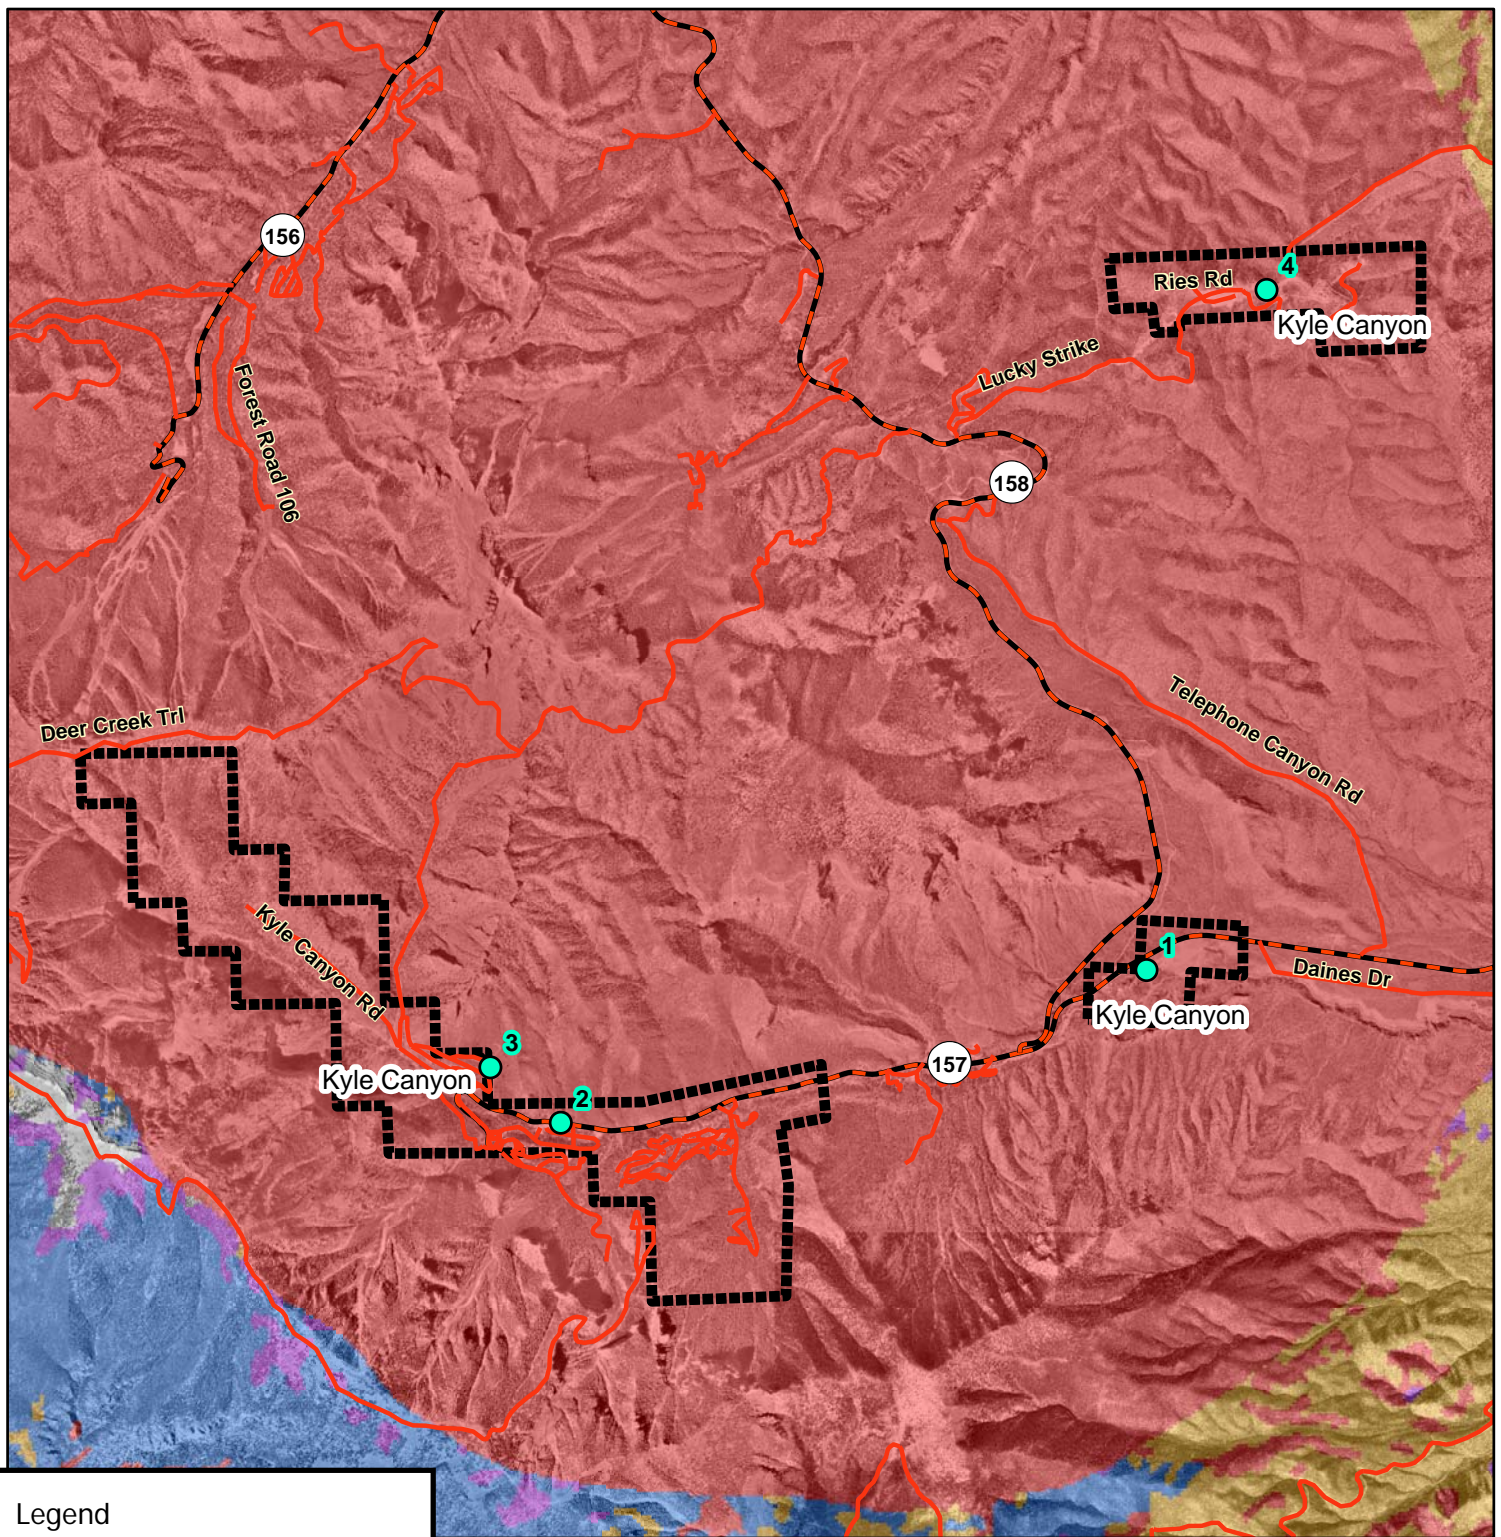 156
4
Ries Rd
Kyle Canyon
Lucky Strike
Forest Road 106
158
Telephone Canyon Rd
Deer Creek Trl
Kyle Canyon Rd
1
Daines Dr
Kyle Canyon
3
157
Kyle Canyon
2
Legend